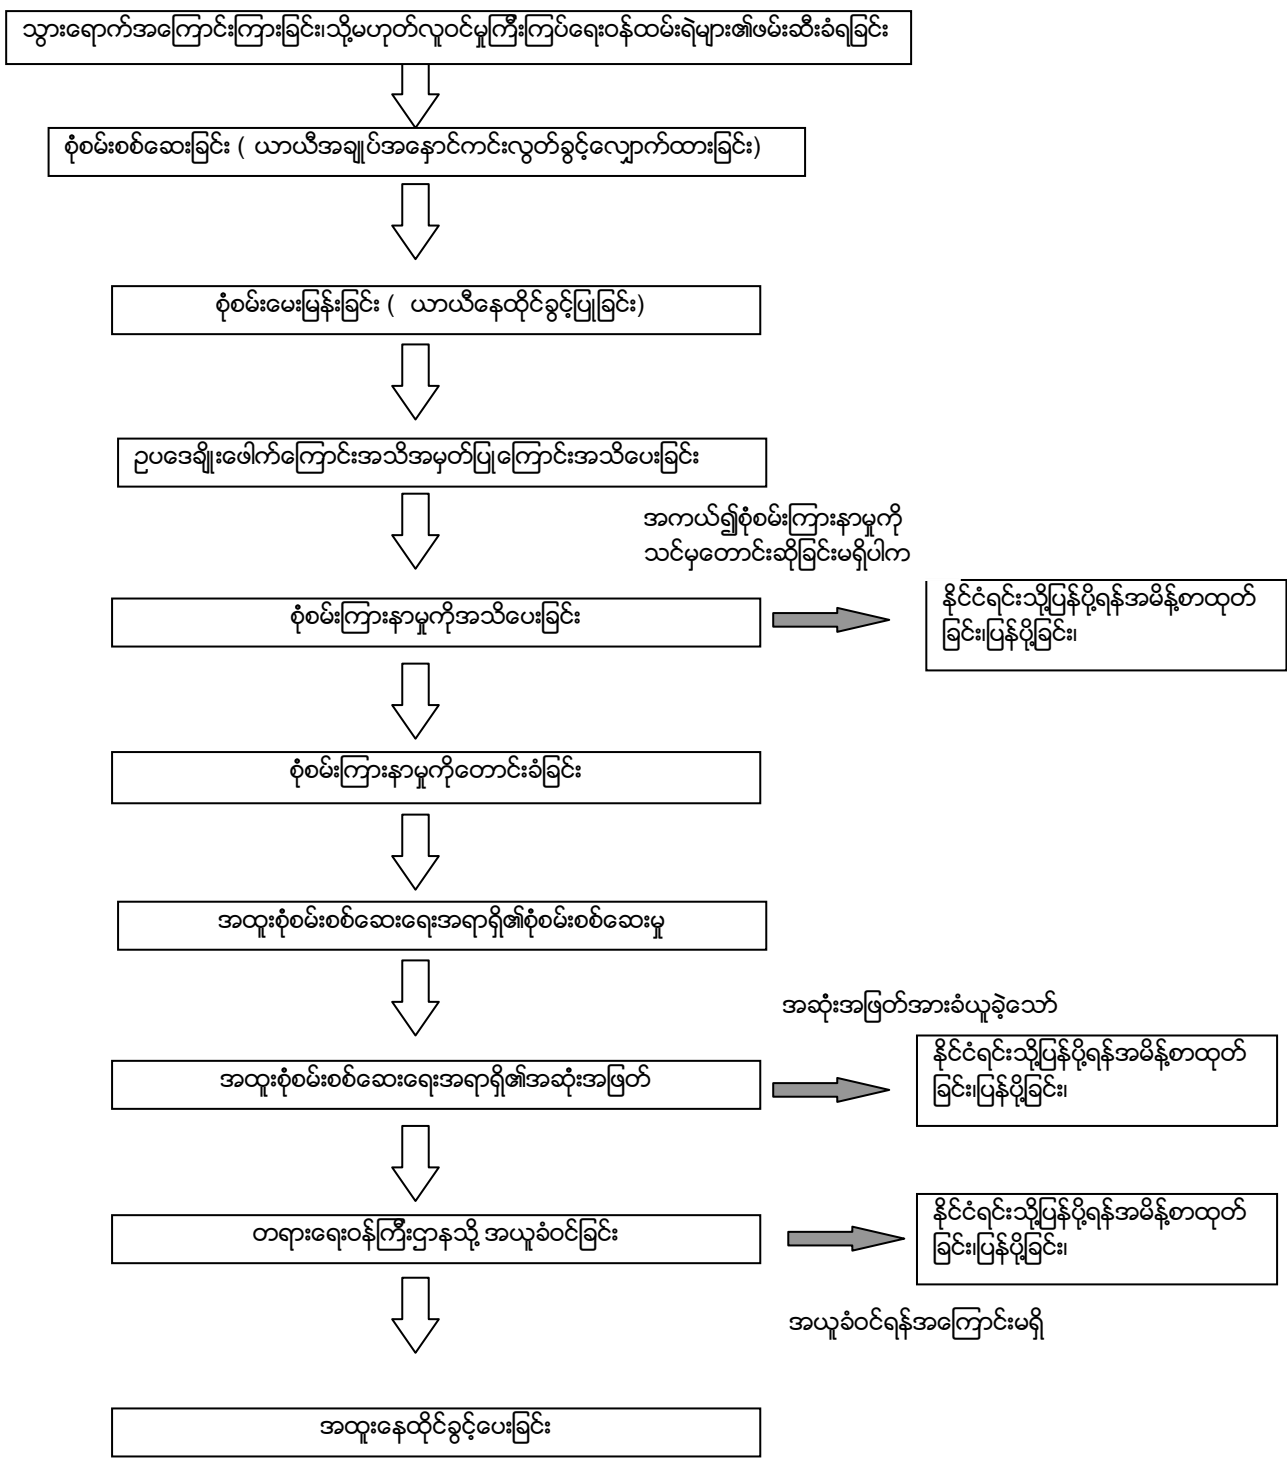 သွားရောက်အကြောင်းကြားခြင်း၊သို့မဟုတ်လူဝင်မှုကြီးကြပ်ရေးဝန်ထမ်းရဲများ၏ဖမ်းဆီးခံရခြင်း
စုံစမ်းစစ်ဆေးခြင်း ( ယာယီအချုပ်အနှောင်ကင်းလွတ်ခွင့်လျှောက်ထားခြင်း)
စုံစမ်းမေးမြန်းခြင်း ( ယာယီနေထိုင်ခွင့်ပြုခြင်း)
ဥပဒေချိုးဖေါက်ကြောင်းအသိအမှတ်ပြုကြောင်းအသိပေးခြင်း
အကယ်၍စုံစမ်းကြားနာမှုကို
သင်မှတောင်းဆိုခြင်းမရှိပါက
စုံစမ်းကြားနာမှုကိုအသိပေးခြင်း
နိုင်ငံရင်းသို့ပြန်ပို့ရန်အမိန့်စာထုတ်
ခြင်း၊ပြန်ပို့ခြင်း၊
စုံစမ်းကြားနာမှုကိုတောင်းခံခြင်း
အထူးစုံစမ်းစစ်ဆေးရေးအရာရှိ၏စုံစမ်းစစ်ဆေးမှု
အဆုံးအဖြတ်အားခံယူခဲ့သော်
အထူးစုံစမ်းစစ်ဆေးရေးအရာရှိ၏အဆုံးအဖြတ်
နိုင်ငံရင်းသို့ပြန်ပို့ရန်အမိန့်စာထုတ်
ခြင်း၊ပြန်ပို့ခြင်း၊
တရားရေးဝန်ကြီးဌာနသို့ အယူခံဝင်ခြင်း
နိုင်ငံရင်းသို့ပြန်ပို့ရန်အမိန့်စာထုတ်
ခြင်း၊ပြန်ပို့ခြင်း၊
အယူခံဝင်ရန်အကြောင်းမရှိ
အထူးနေထိုင်ခွင့်ပေးခြင်း